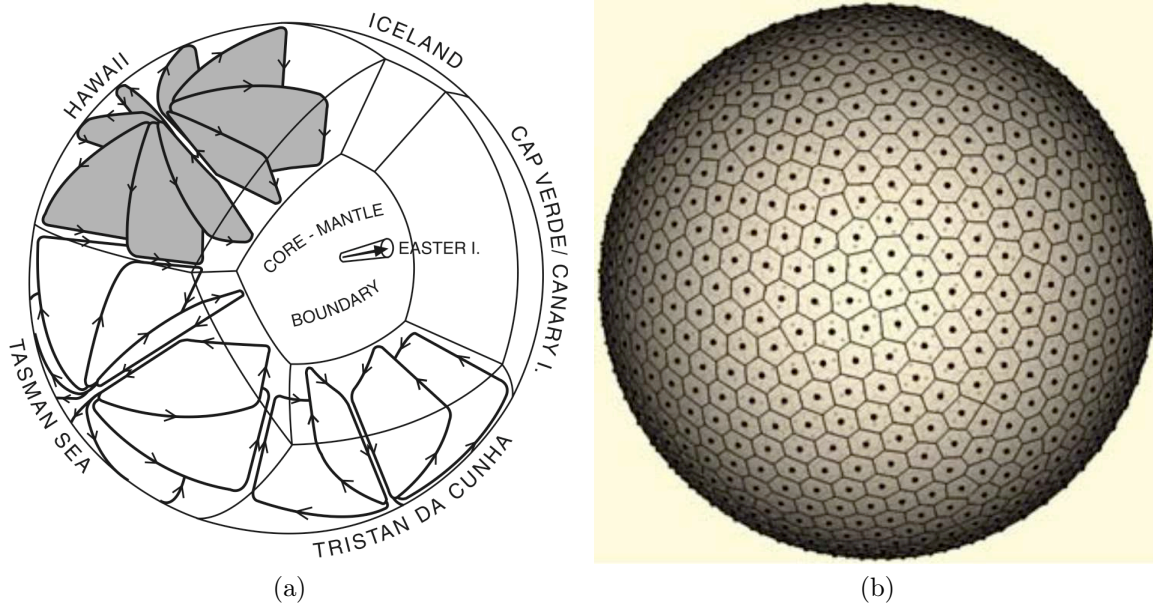 ICELAND
HAWAII
CAP VERDE/ CANARY I.
CORE - MANTLE
EASTER I.
BOUNDARY
TASMAN SEA
TRISTAN DA CUNHA
(a)
(b)